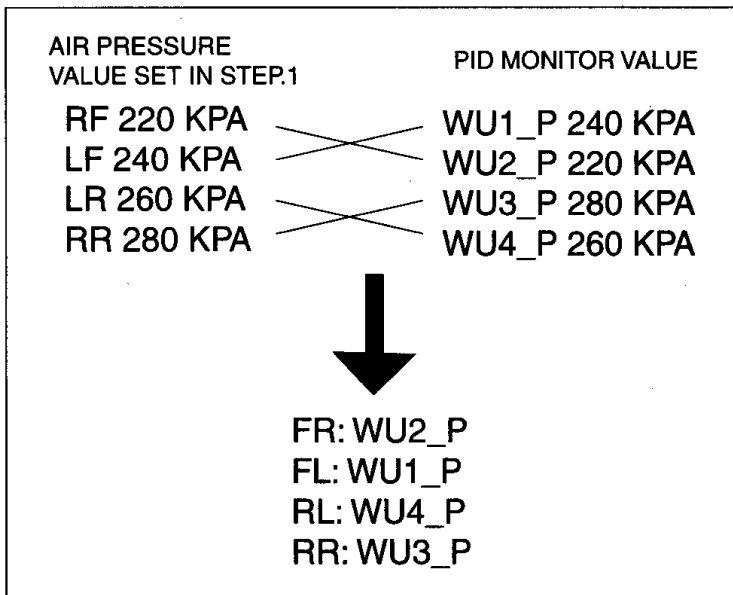 AIR PRESSURE
VALUE SET IN STEP.1
RF 220 KPA
LF 240 KPA
LR 260 KPA
RR 280 KPA
PID MONITOR VALUE
WU1_P 240 KPA
WU2_P 220 KPA
WU3_P 280 KPA
WU4_P 260 KPA
FR: WU2_P
FL: WU1_P
RL: WU4_P
RR: WU3_P